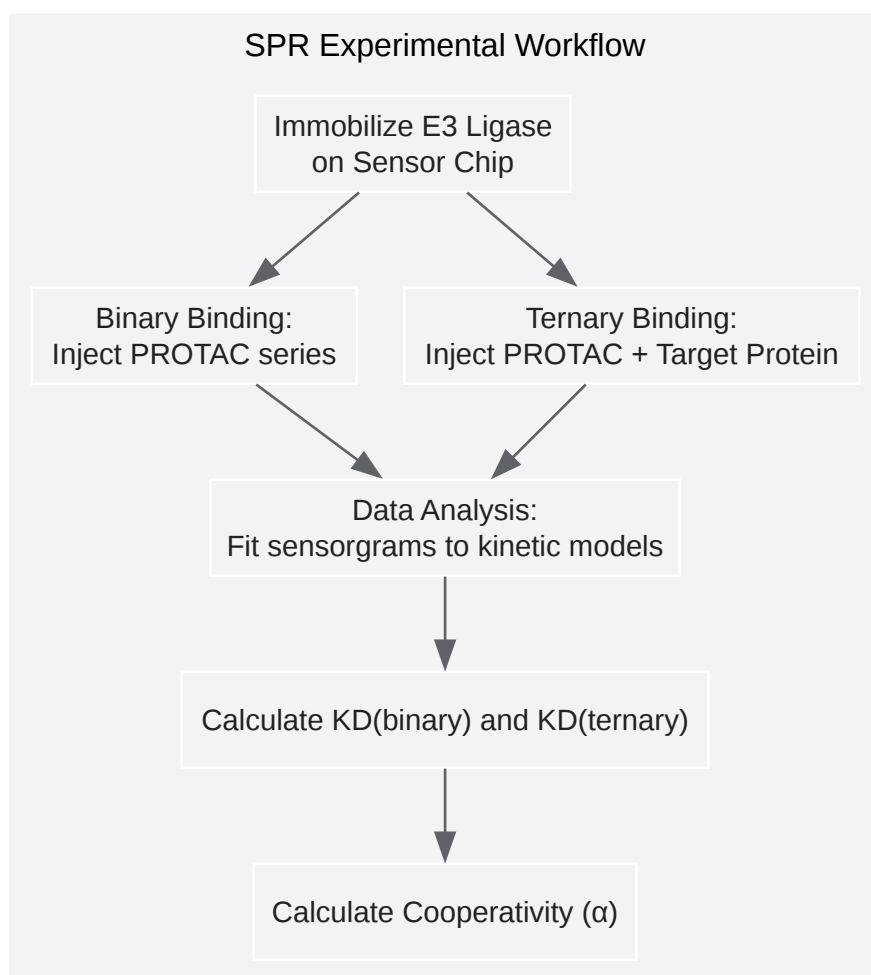 SPR Experimental Workflow
Immobilize E3 Ligase
on Sensor Chip
Binary Binding:
Inject PROTAC series
Ternary Binding:
Inject PROTAC + Target Protein
Data Analysis:
Fit sensorgrams to kinetic models
Calculate KD(binary) and KD(ternary)
Calculate Cooperativity (α)